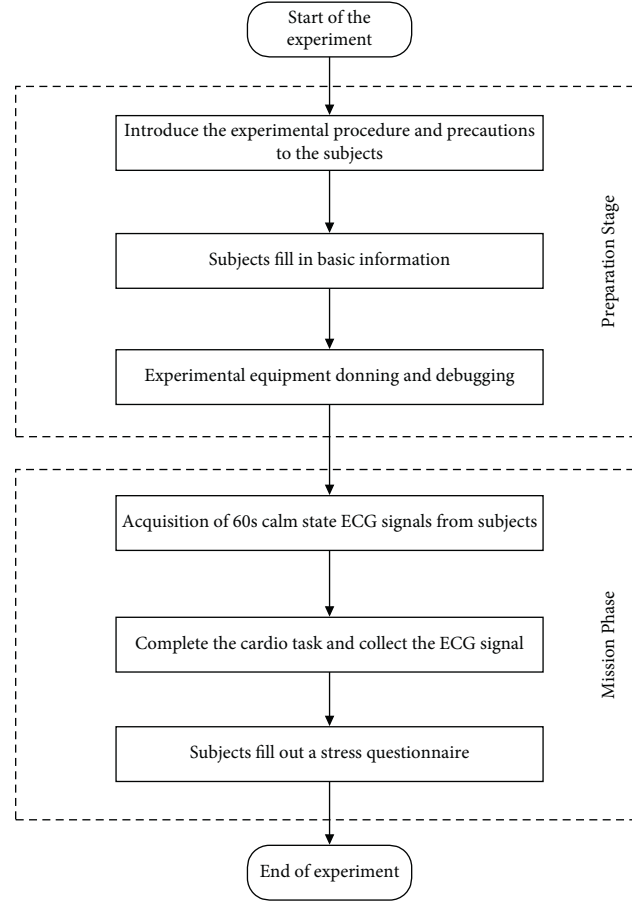 Start of the
experiment
Introduce the experimental procedure and precautions
to the subjects
Subjects fill in basic information
Experimental equipment donning and debugging
Preparation Stage
Acquisition of 60s calm state ECG signals from subjects
Complete the cardio task and collect the ECG signal
Subjects fill out a stress questionnaire
Mission Phase
End of experiment